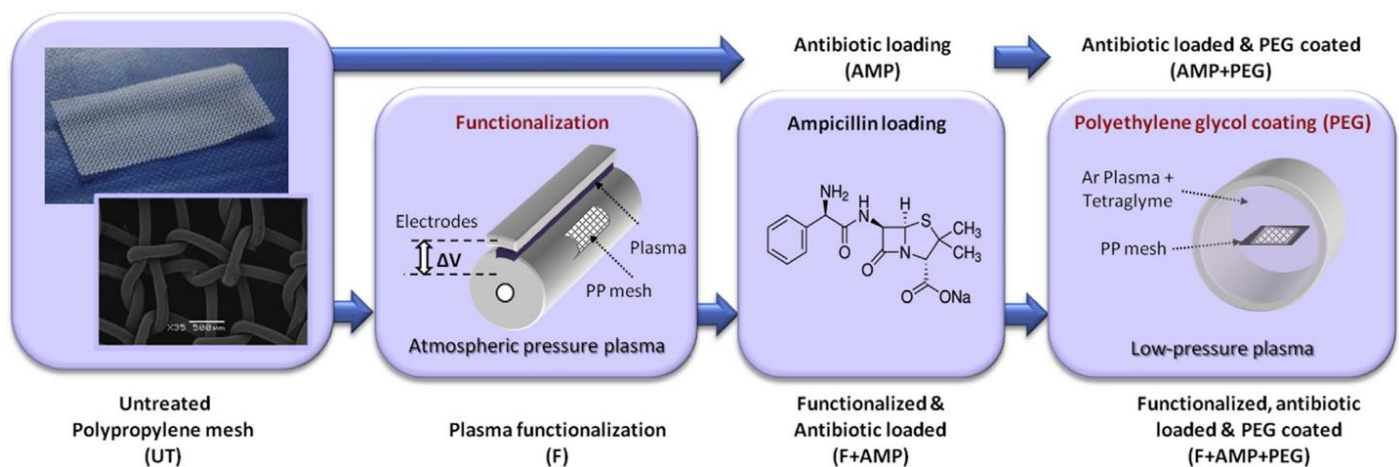 Antibiotic loading
(AMP)
Antibiotic loaded & PEG coated
(AMP+PEG)
X35 500µm
Untreated
Polypropylene mesh
(UT)
Functionalization
Electrodes
ΔV
Plasma
PP mesh
Atmospheric pressure plasma
Plasma functionalization
(F)
Ampicillin loading
NH2
H
N
H
S
CH3
CH3
O
O
N
O
ONa
Functionalized &
Antibiotic loaded
(F+AMP)
Polyethylene glycol coating (PEG)
Ar Plasma +
Tetraglyme
PP mesh
Low-pressure plasma
Functionalized, antibiotic
loaded & PEG coated
(F+AMP+PEG)